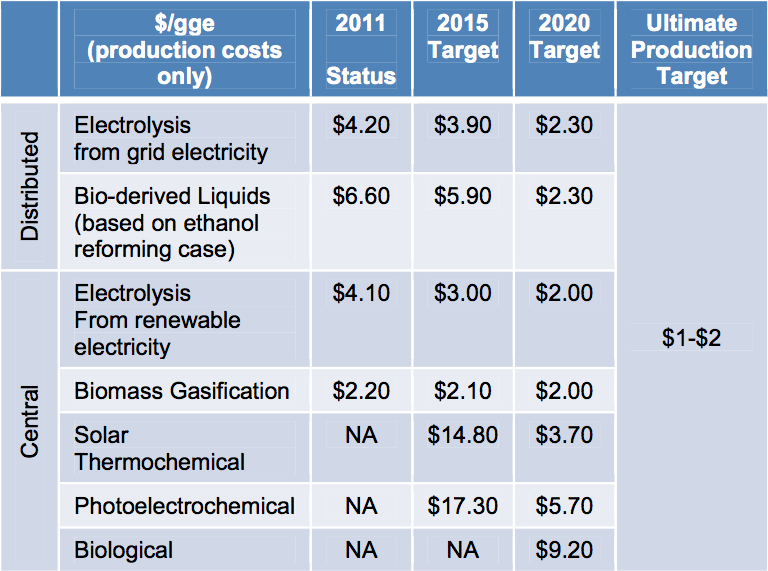 $/gge
(production costs
only)
2011
Status
2015
Target
2020
Target
Ultimate
Production
Target
Distributed
Electrolysis
from grid electricity
$4.20
$3.90
$2.30
Bio-derived Liquids
(based on ethanol
reforming case)
$6.60
$5.90
$2.30
Central
Electrolysis
From renewable
electricity
$4.10
$3.00
$2.00
Biomass Gasification
$2.20
$2.10
$2.00
Solar
Thermochemical
NA
$14.80
$3.70
Photoelectrochemical
NA
$17.30
$5.70
Biological
NA
NA
$9.20
$1-$2